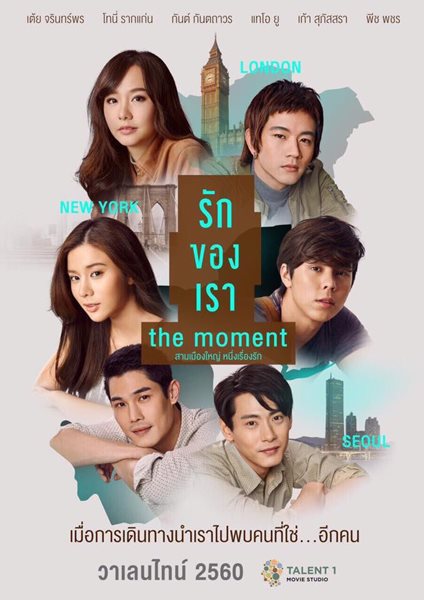 เต้ย จรินทร์พร โทนี่ รากแก่น กันต์ กันตถาวร แทโอ ยู เก้า สุภัสสรา พีช พชร
LONDON
NEW YORK
รัก
ของ
เรา
the moment
สามเมืองใหญ่ หนึ่งเรื่องรัก
SEOUL
เมื่อการเดินทางนำเราไปพบคนที่ใช่...อีกคน
วาเลนไทน์ 2560
TALENT 1
MOVIE STUDIO